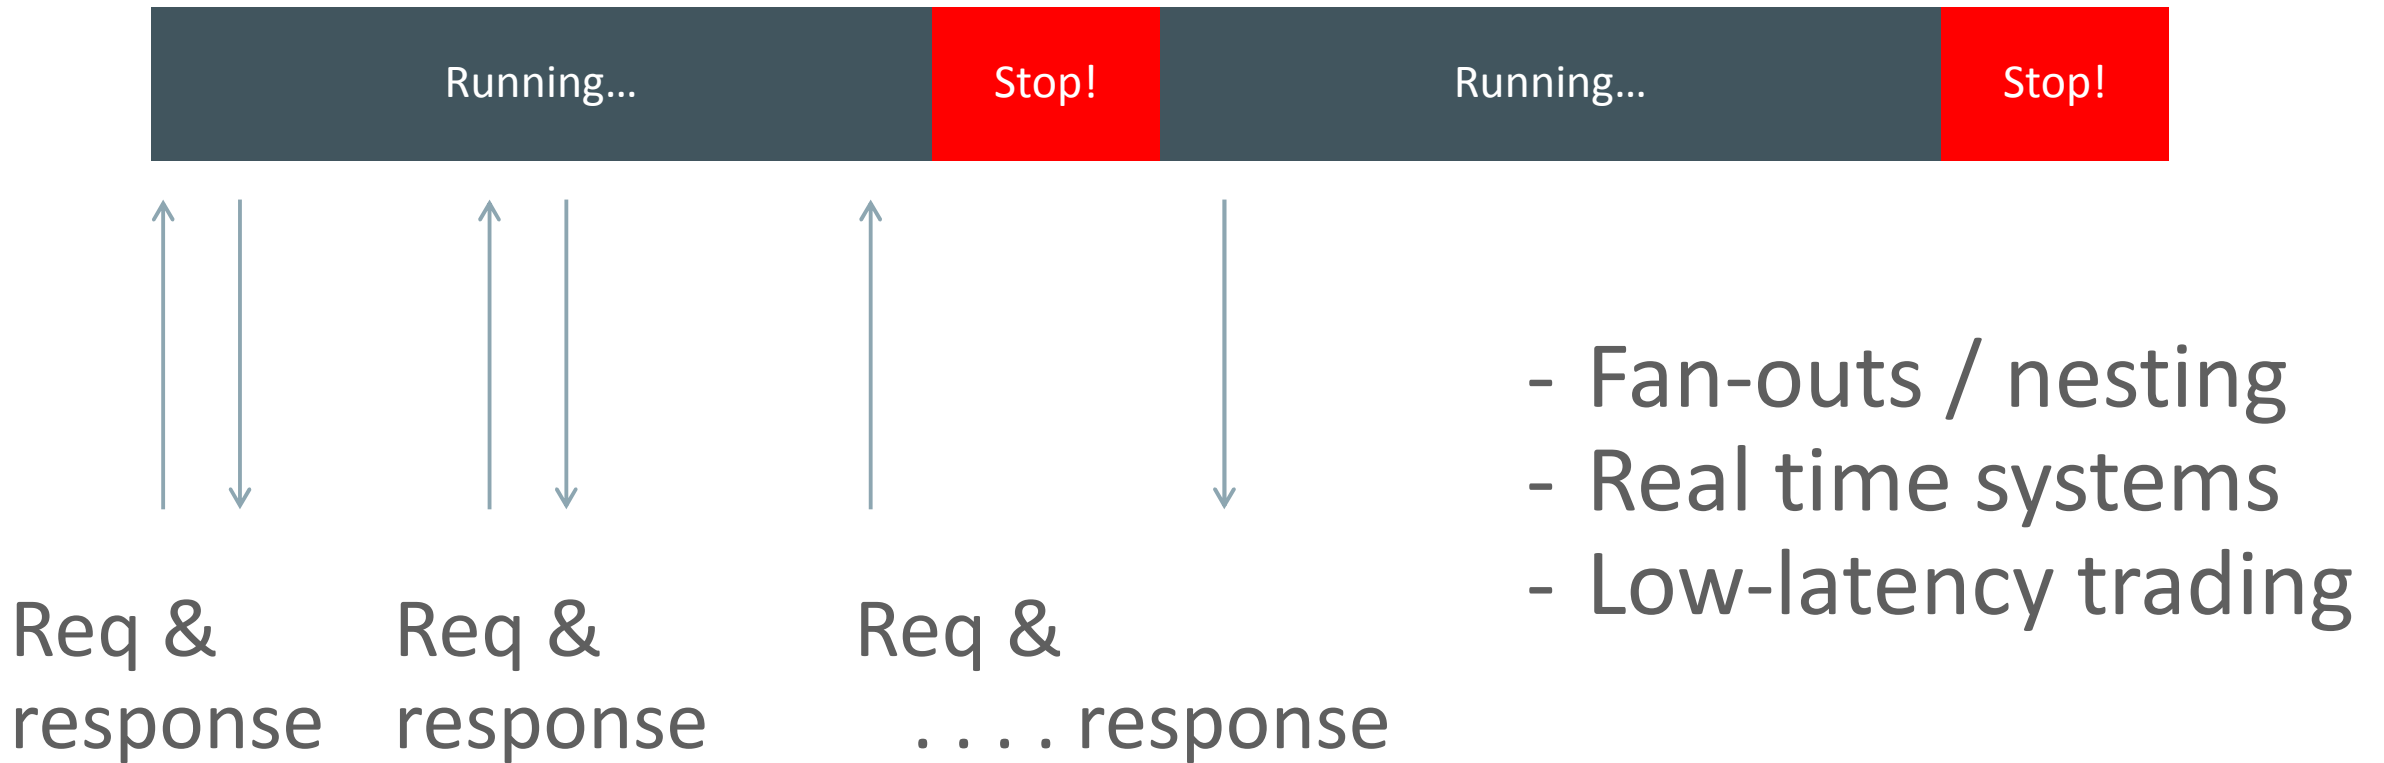 Running…
Stop!
Running…
Stop!
- Fan-outs / nesting
- Real time systems
- Low-latency trading
Req &
response
Req &
response
Req &
. . . . response